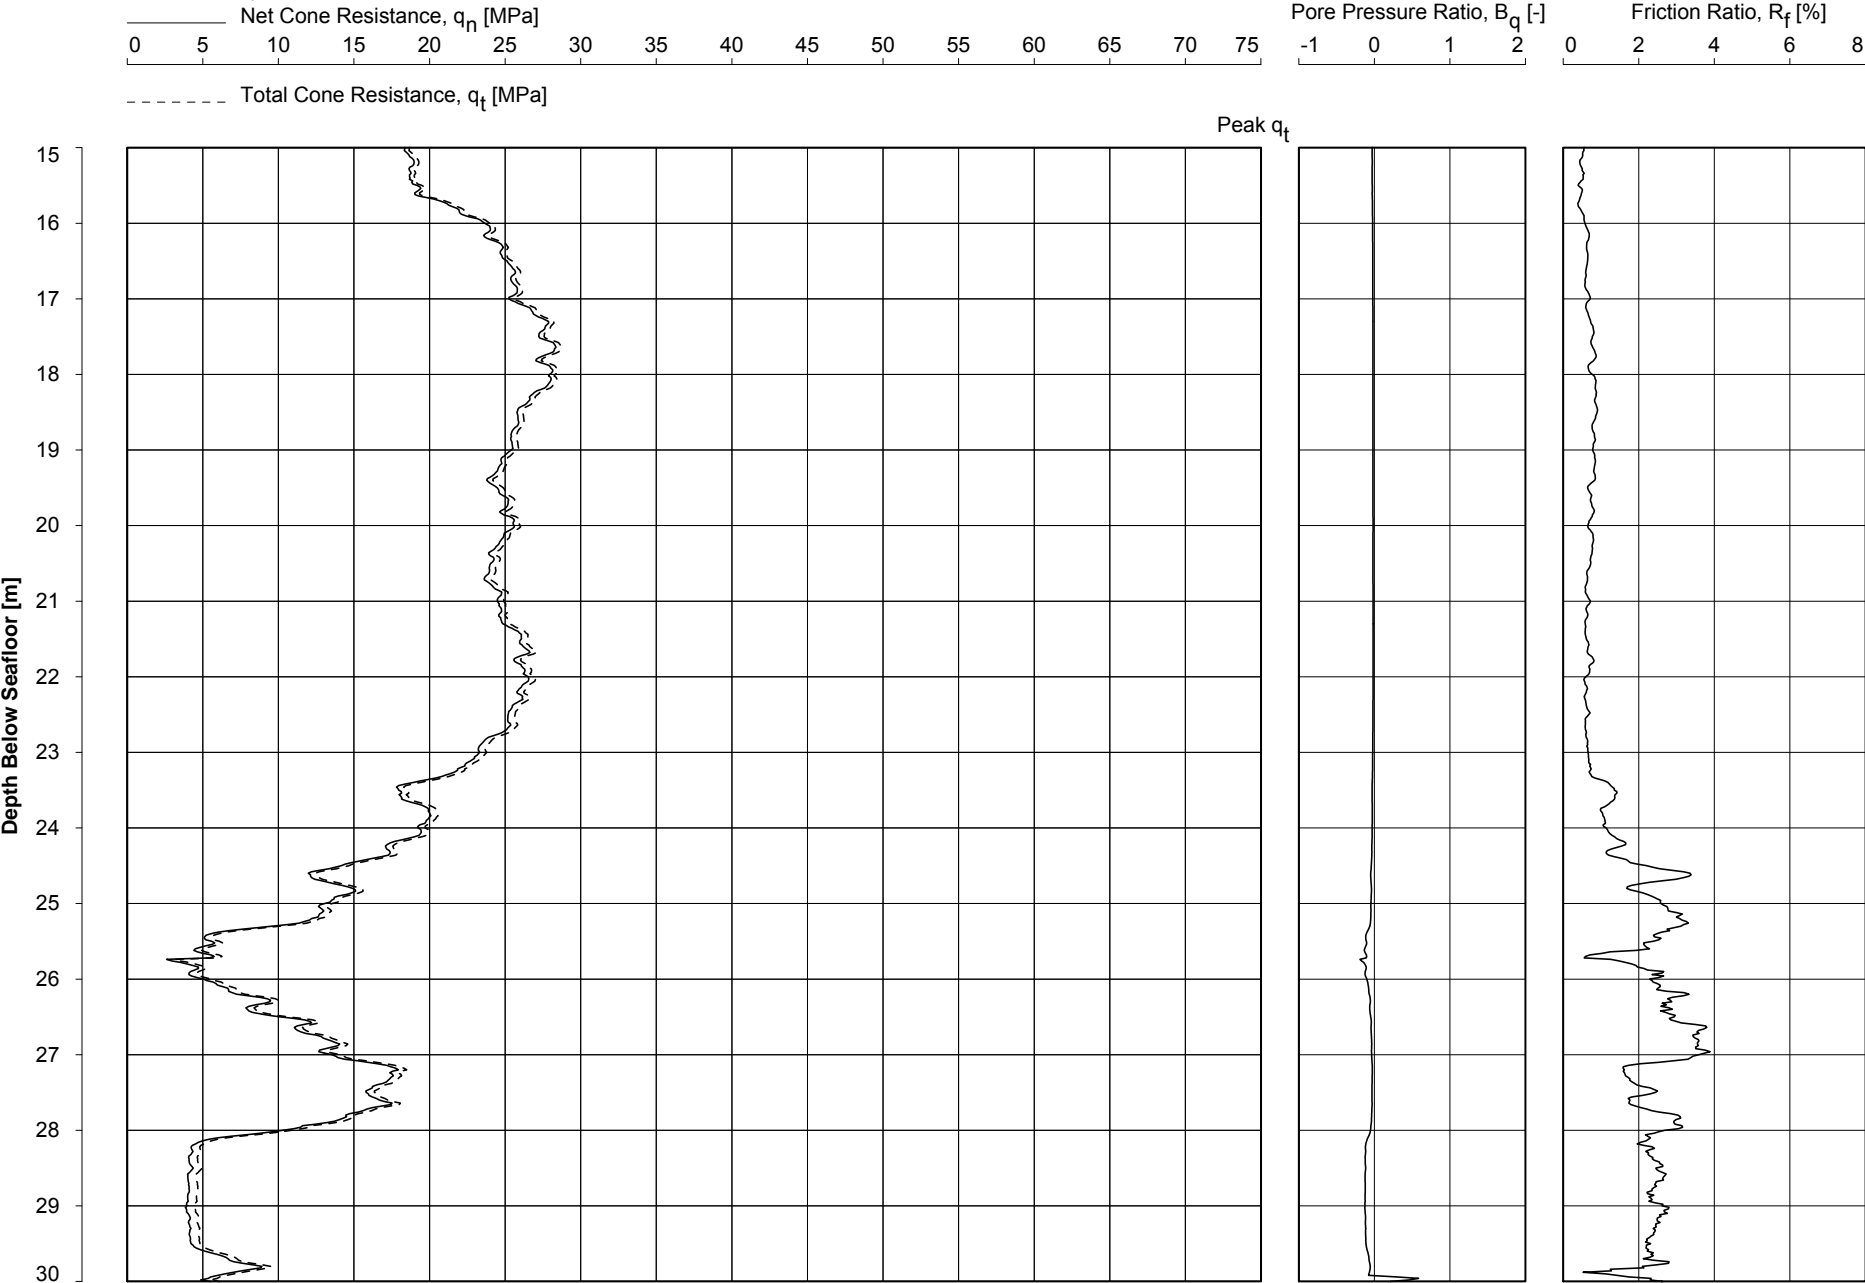 Net Cone Resistance, qn [MPa]
0 5 10 15 20 25 30 35 40 45 50 55 60 65 70 75
Total Cone Resistance, qt [MPa]
Peak qt
Pore Pressure Ratio, Bq [-]
-1 0 1 2
Friction Ratio, Rf [%]
0 2 4 6 8
Depth Below Seafloor [m]
15
16
17
18
19
20
21
22
23
24
25
26
27
28
29
30